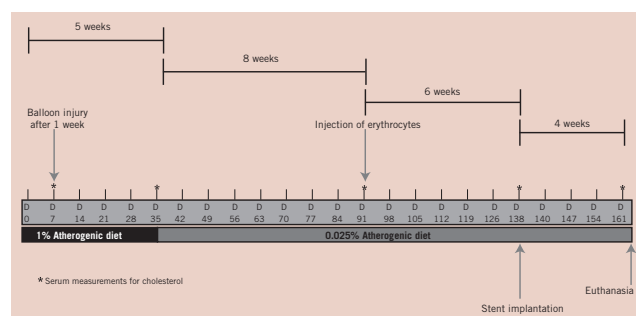 5 weeks
8 weeks
6 weeks
4 weeks
Balloon injury
after 1 week
Injection of erythrocytes
* * * * *
D D D D D D D D D D D D D D D D D D D D D D D D
0 7 14 21 28 35 42 49 56 63 70 77 84 91 98 105 112 119 126 138 140 147 154 161
1% Atherogenic diet 0.025% Atherogenic diet
* Serum measurements for cholesterol
Euthanasia
Stent implantation